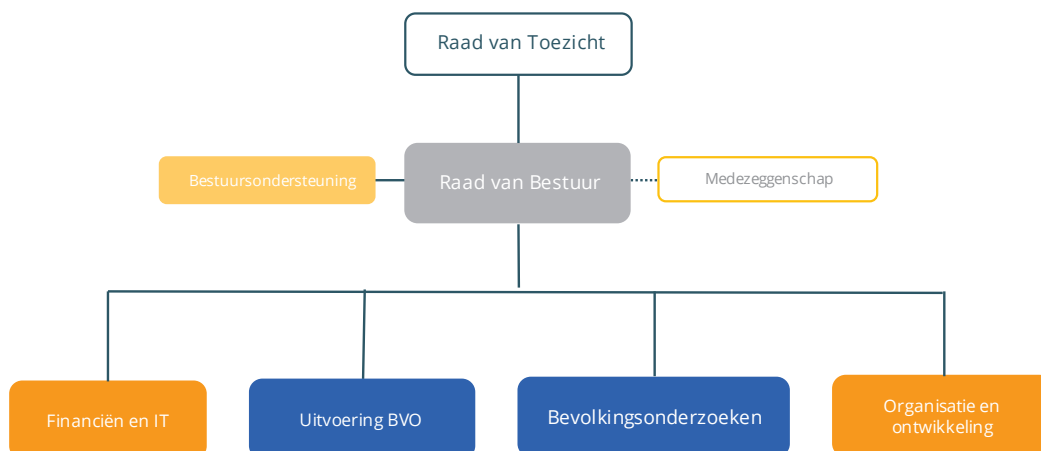 Raad van Toezicht
Bestuursondersteuning
Raad van Bestuur
Medezeggenschap
Financiën en IT
Uitvoering BVO
Bevolkingsonderzoeken
Organisatie en
ontwikkeling